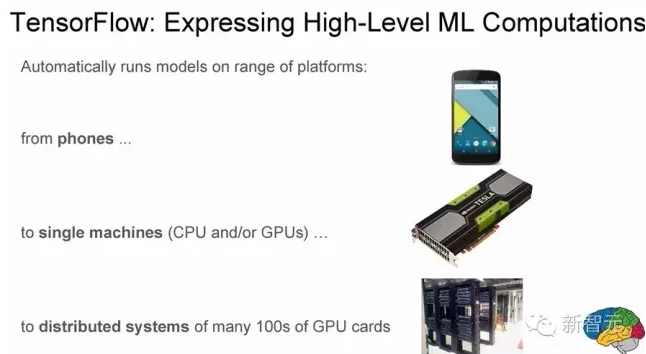 TensorFlow: Expressing High-Level ML Computations
Automatically runs models on range of platforms:
from phones ...
TESLA
to single machines (CPU and/or GPUs) ...
to distributed systems of many 100s of GPU cards
新智元